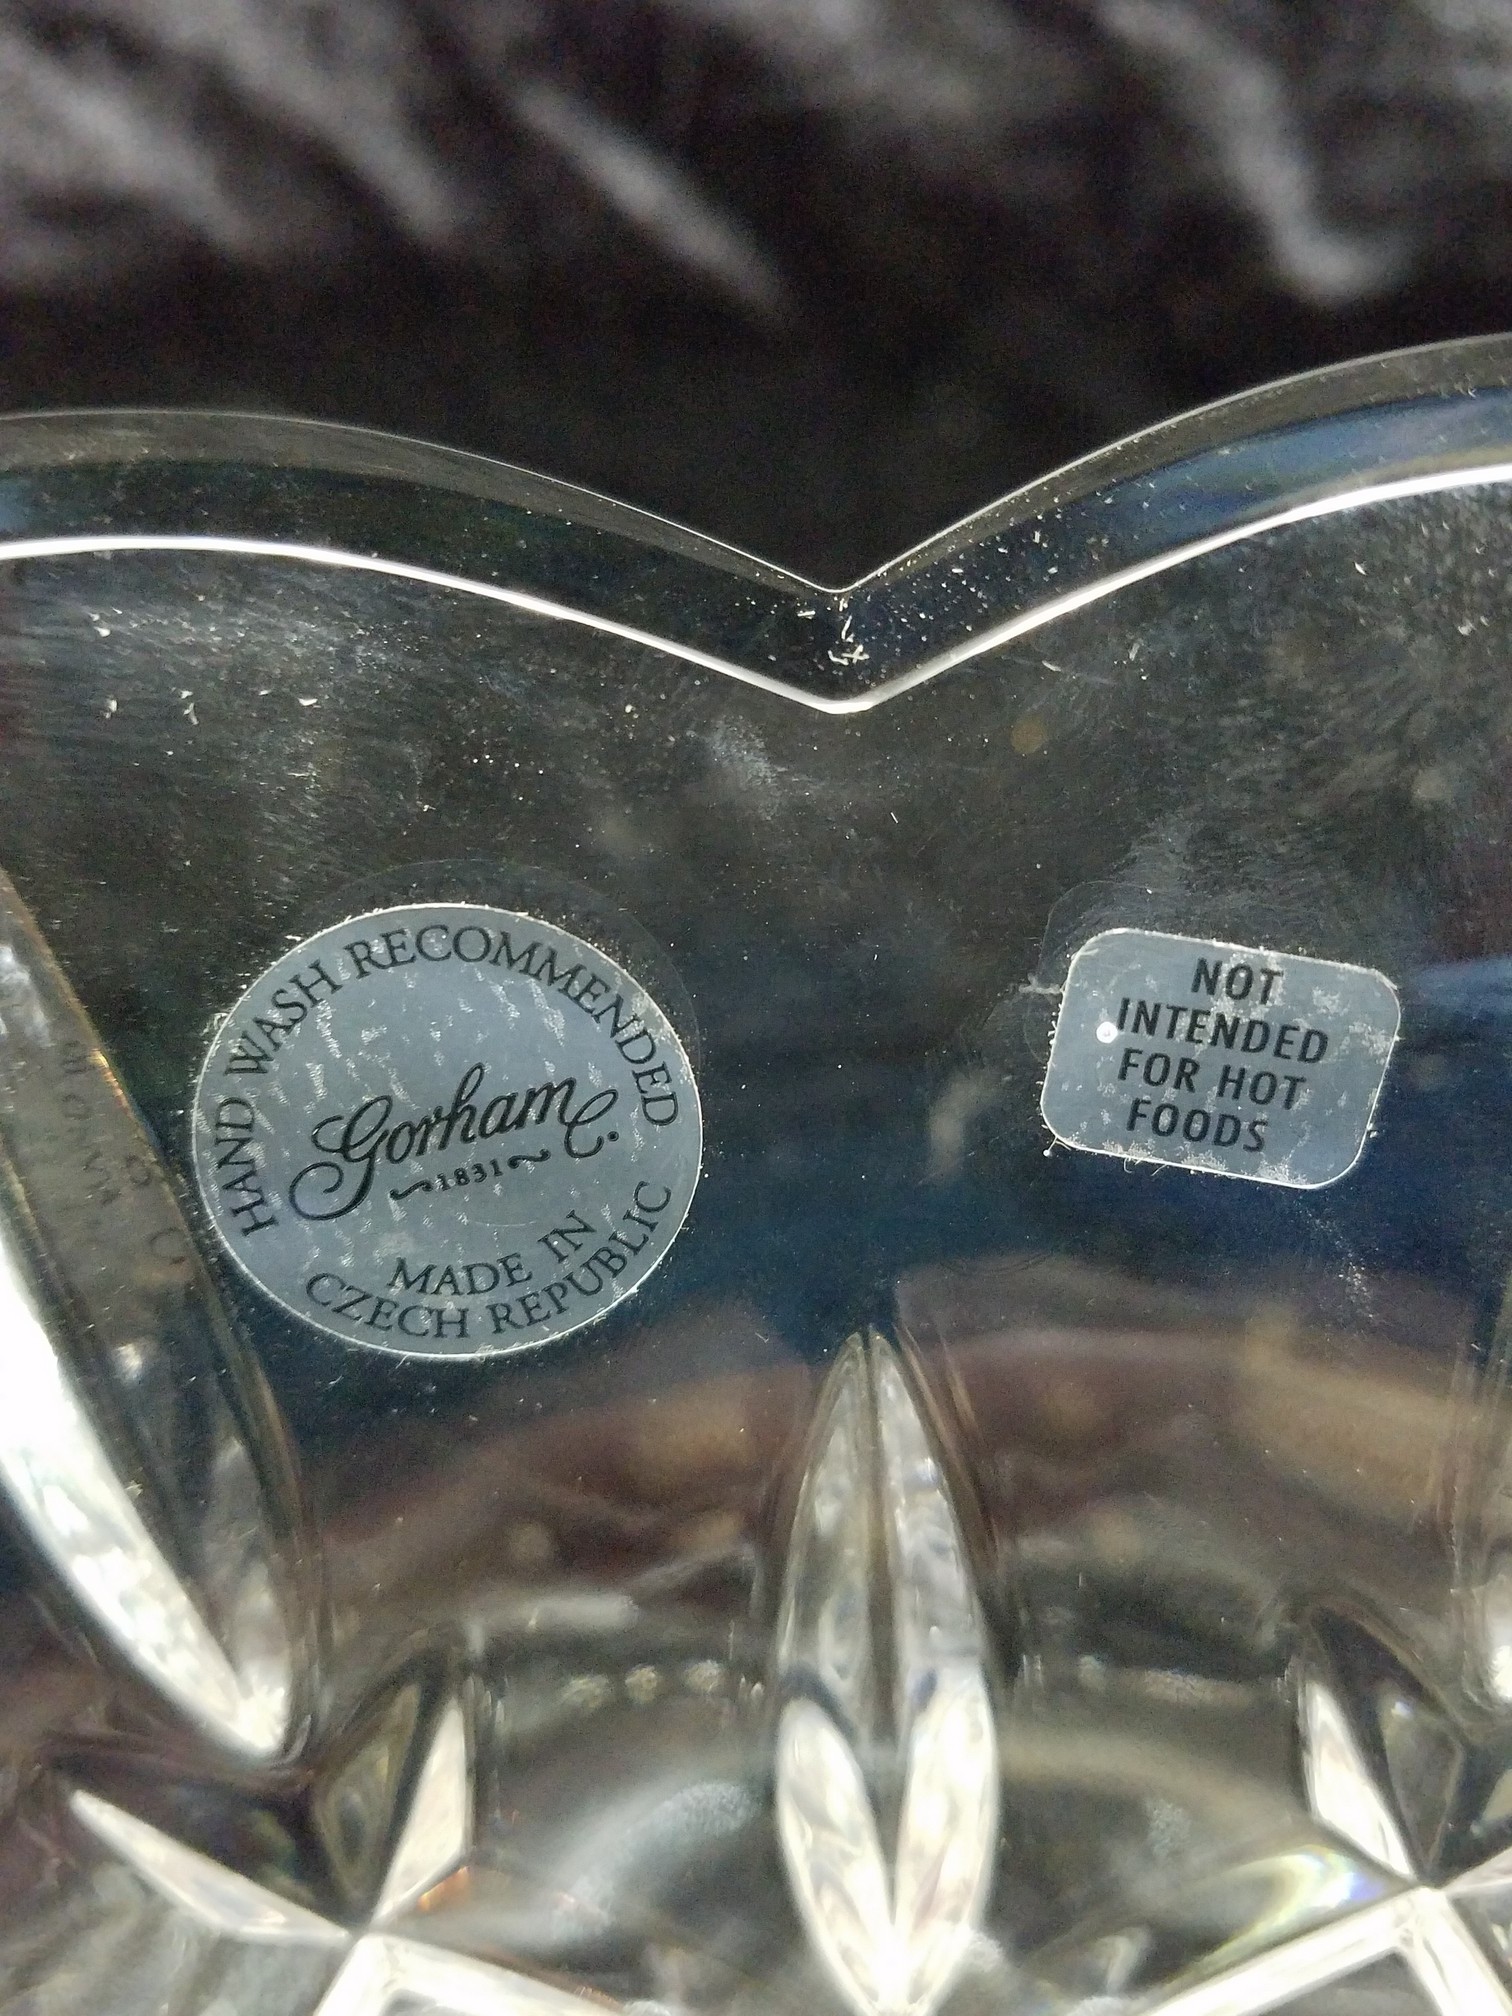 HAND WASH RECOMMENDED
Gorham
1831
MADE IN
CZECH REPUBLIC
NOT
INTENDED
FOR HOT
FOODS